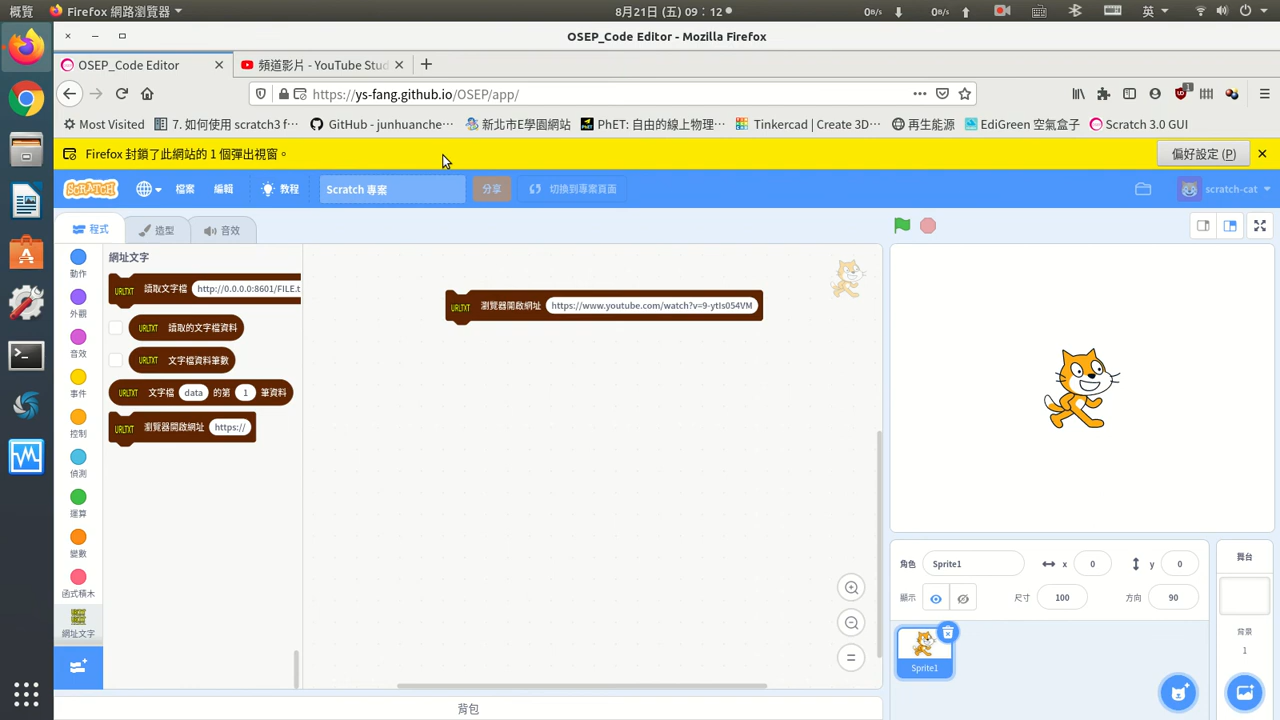 概覽
Firefox 網路瀏覽器
8月21日 (五) 09:12
0B/s
0B/s
英
OSEP_Code Editor - Mozilla Firefox
OSEP_Code Editor
頻道影片 - YouTube Stud
https://ys-fang.github.io/OSEP/app/
Most Visited
7. 如何使用 scratch3 f…
GitHub - junhuanche…
新北市E學園網站
PhET: 自由的線上物理…
Tinkercad | Create 3D…
再生能源
EdiGreen 空氣盒子
Scratch 3.0 GUI
Firefox 封鎖了此網站的 1 個彈出視窗。
偏好設定 (P)
SCRATCH
檔案
編輯
教程
Scratch 專案
分享
切換到專案頁面
scratch-cat
程式
造型
音效
動作
外觀
音效
事件
控制
偵測
運算
變數
函式積木
網址文字
網址文字
URLTXT 讀取文字檔 http://0.0.0.0:8601/FILE.t
URLTXT 讀取的文字檔資料
URLTXT 文字檔資料筆數
URLTXT 文字檔 data 的第 1 筆資料
URLTXT 瀏覽器開啟網址 https://
URLTXT 瀏覽器開啟網址 https://www.youtube.com/watch?v=9-ytIs054VM
角色
Sprite1
x
0
y
0
顯示
尺寸
100
方向
90
Sprite1
舞台
背景
1
背包